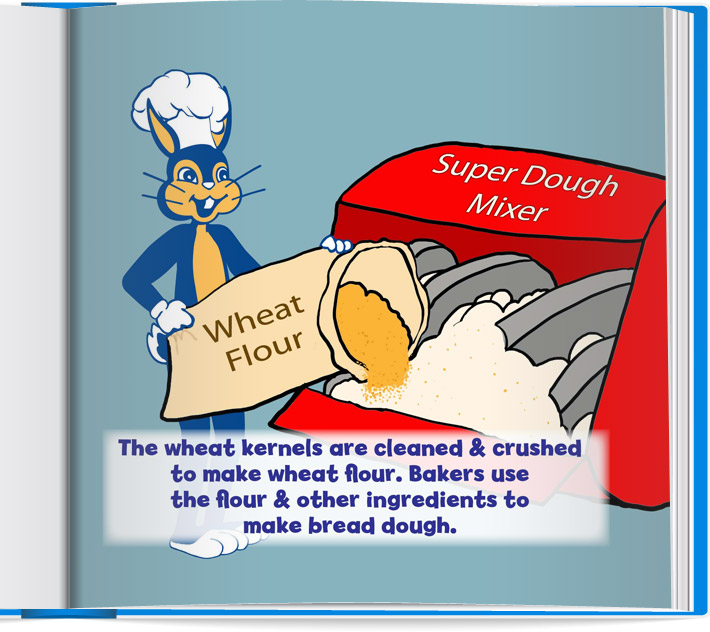 Super Dough
Mixer
Wheat
Flour
The wheat kernels are cleaned & crushed
to make wheat flour. Bakers use
the flour & other ingredients to
make bread dough.